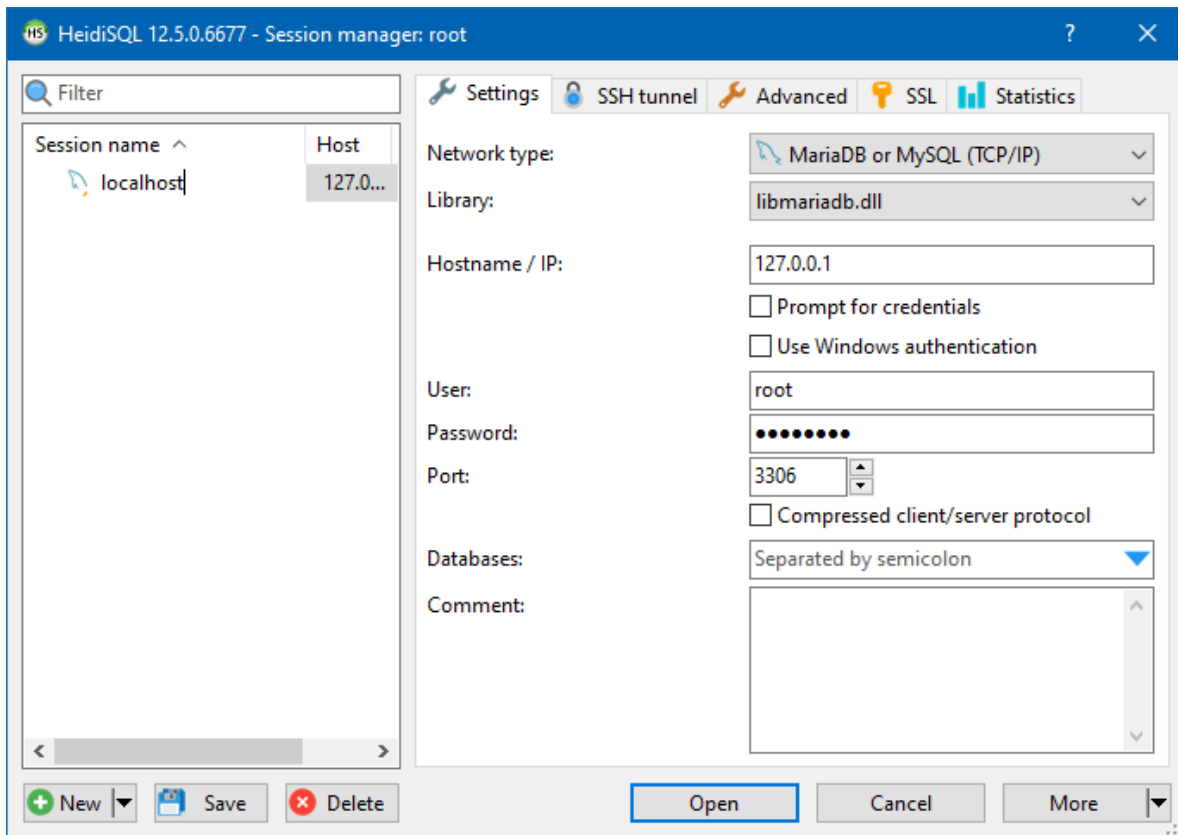 HS HeidiSQL 12.5.0.6677 - Session manager: root ?
Filter
Session name Host
localhost 127.0...
Settings SSH tunnel Advanced SSL Statistics
Network type: MariaDB or MySQL (TCP/IP)
Library: libmariadb.dll
Hostname / IP: 127.0.0.1
Prompt for credentials
Use Windows authentication
User: root
Password: ●●●●●●●●
Port: 3306
Compressed client/server protocol
Databases: Separated by semicolon
Comment:
New Save Delete Open Cancel More